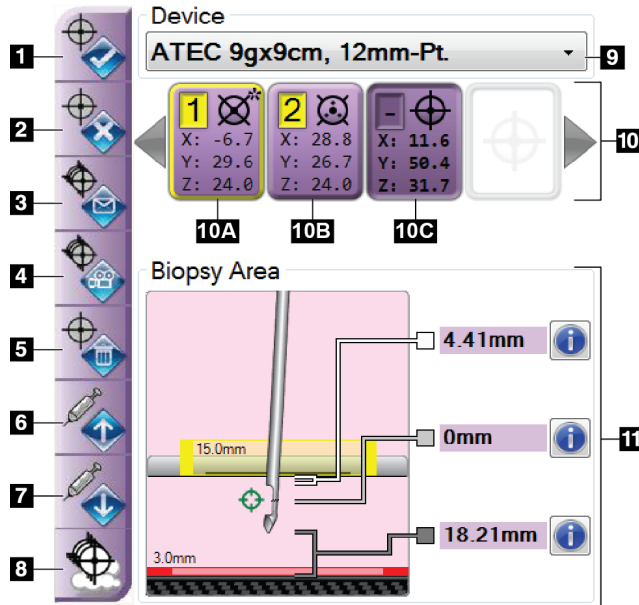 Device
1
ATEC 9gx9cm, 12mm-Pt.
9
2
1 *
X: -6.7
Y: 29.6
Z: 24.0
2
X: 28.8
Y: 26.7
Z: 24.0
-
X: 11.6
Y: 50.4
Z: 31.7
10
3
10A
10B
10C
4
Biopsy Area
5
4.41mm
6
15.0mm
0mm
11
7
18.21mm
8
3.0mm